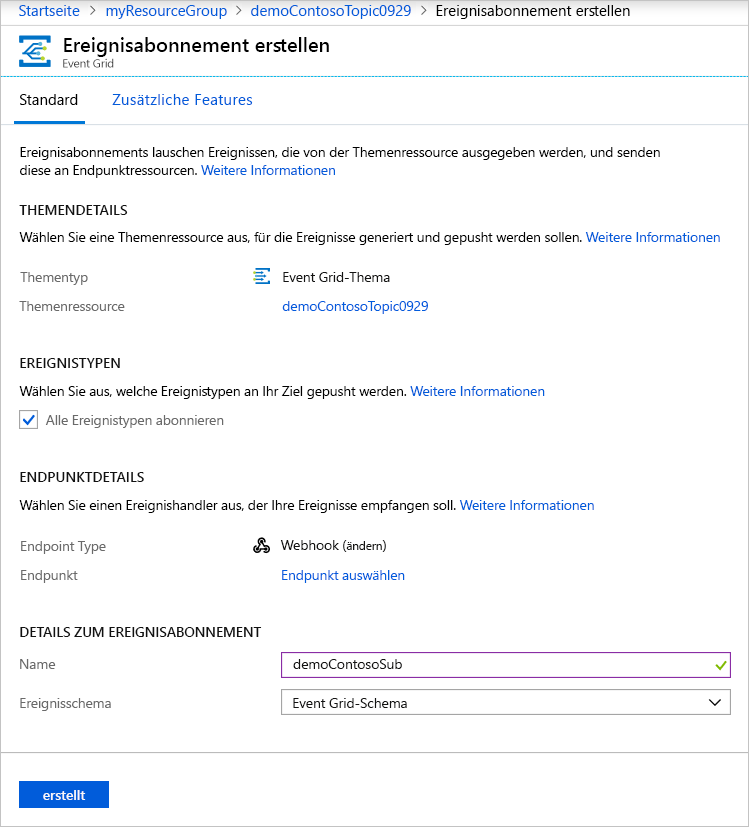 Startseite > myResourceGroup > demoContosoTopic0929 > Ereignisabonnement erstellen
Ereignisabonnement erstellen
Event Grid
Standard Zusätzliche Features
Ereignisabonnements lauschen Ereignissen, die von der Themenressource ausgegeben werden, und senden
diese an Endpunktressourcen. Weitere Informationen
THEMENDETAILS
Wählen Sie eine Themenressource aus, für die Ereignisse generiert und gepusht werden sollen. Weitere Informationen
Thementyp Event Grid-Thema
Themenressource demoContosoTopic0929
EREIGNISTYPEN
Wählen Sie aus, welche Ereignistypen an Ihr Ziel gepusht werden. Weitere Informationen
Alle Ereignistypen abonnieren
ENDPUNKTDETAILS
Wählen Sie einen Ereignishandler aus, der Ihre Ereignisse empfangen soll. Weitere Informationen
Endpoint Type Webhook (ändern)
Endpunkt Endpunkt auswählen
DETAILS ZUM EREIGNISABONNEMENT
Name demoContosoSub
Ereignisschema Event Grid-Schema
erstellt